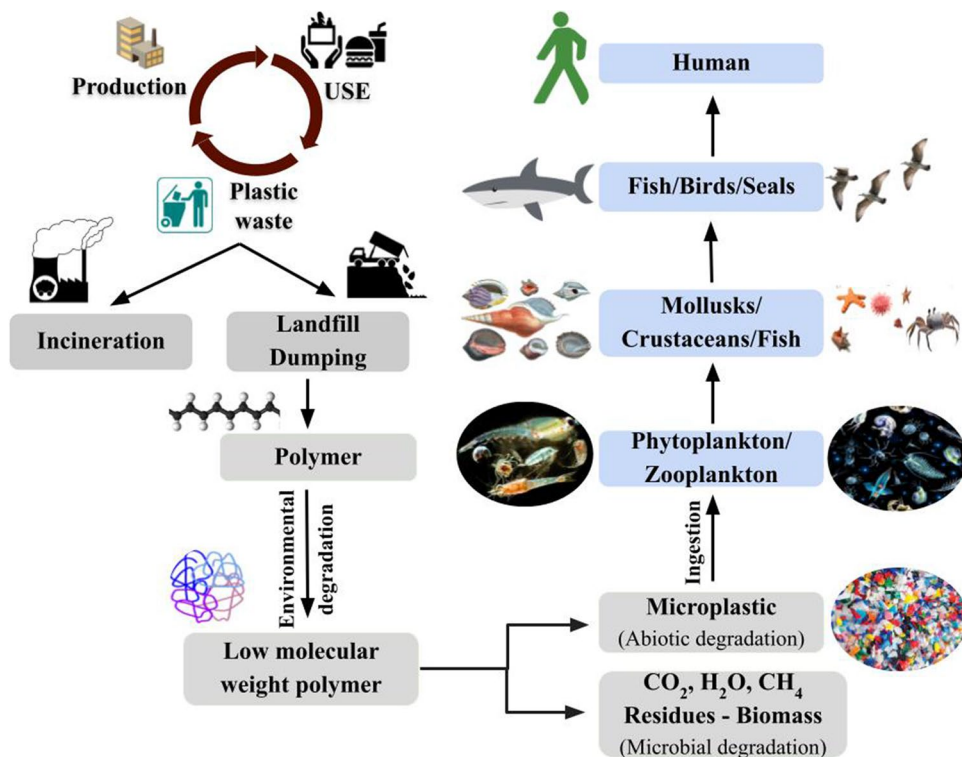 Production
USE
Plastic
waste
Incineration
Landfill
Dumping
Polymer
Environmental
degradation
Low molecular
weight polymer
Human
Fish/Birds/Seals
Mollusks/
Crustaceans/Fish
Phytoplankton/
Zooplankton
Ingestion
Microplastic
(Abiotic degradation)
CO₂, H₂O, CH₄
Residues - Biomass
(Microbial degradation)